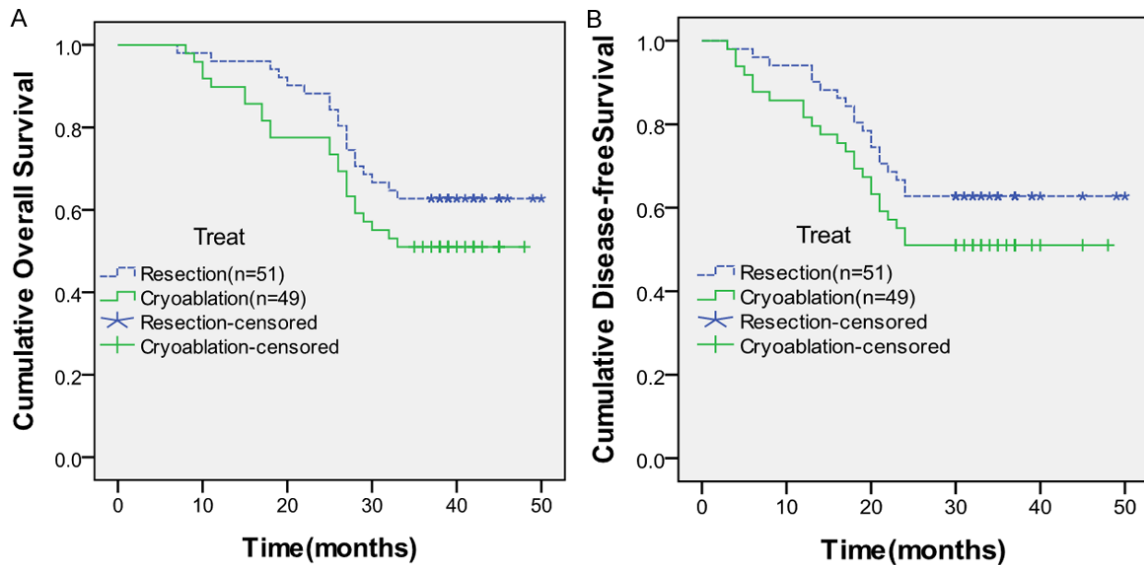 A
Cumulative Overall Survival
1.0
0.8
0.6
0.4
0.2
0.0
Treat
Resection(n=51)
Cryoablation(n=49)
Resection-censored
Cryoablation-censored
0 10 20 30 40 50
Time(months)
B
Cumulative Disease-freeSurvival
1.0
0.8
0.6
0.4
0.2
0.0
Treat
Resection(n=51)
Cryoablation(n=49)
Resection-censored
Cryoablation-censored
0 10 20 30 40 50
Time(months)